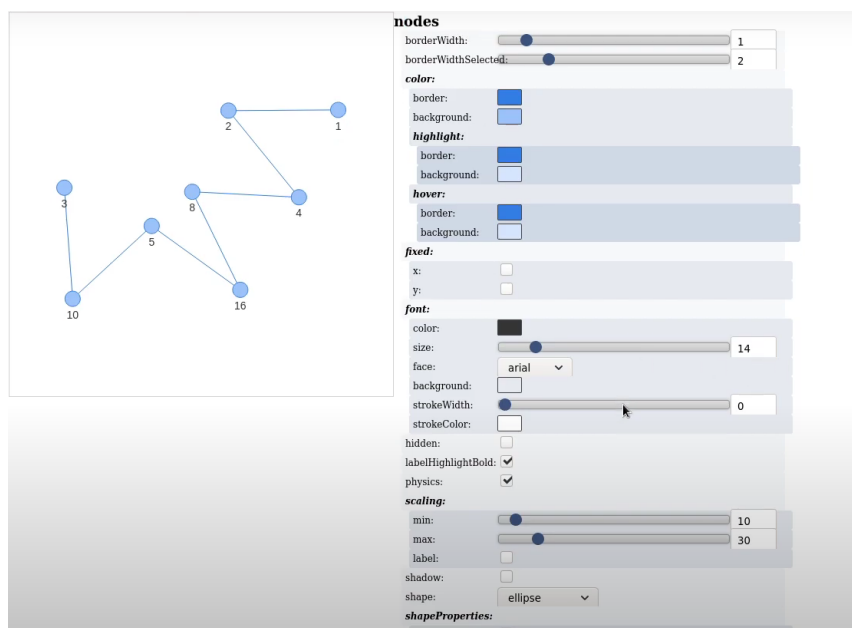 2
1
3
8
4
5
10
16
nodes
borderWidth: 1
borderWidthSelected: 2
color:
border:
background:
highlight:
border:
background:
hover:
border:
background:
fixed:
x:
y:
font:
color:
size: 14
face: arial
background:
strokeWidth: 0
strokeColor:
hidden:
labelHighlightBold:
physics:
scaling:
min: 10
max: 30
label:
shadow:
shape: ellipse
shapeProperties: